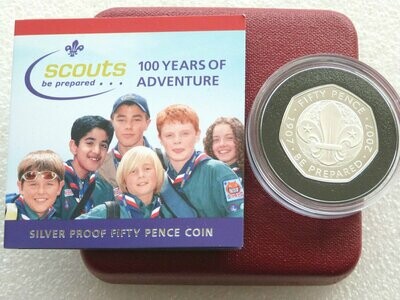 scouts
be prepared . . .
100 YEARS OF
ADVENTURE
SILVER PROOF FIFTY PENCE COIN
1907 FIFTY PENCE 2007
BE PREPARED